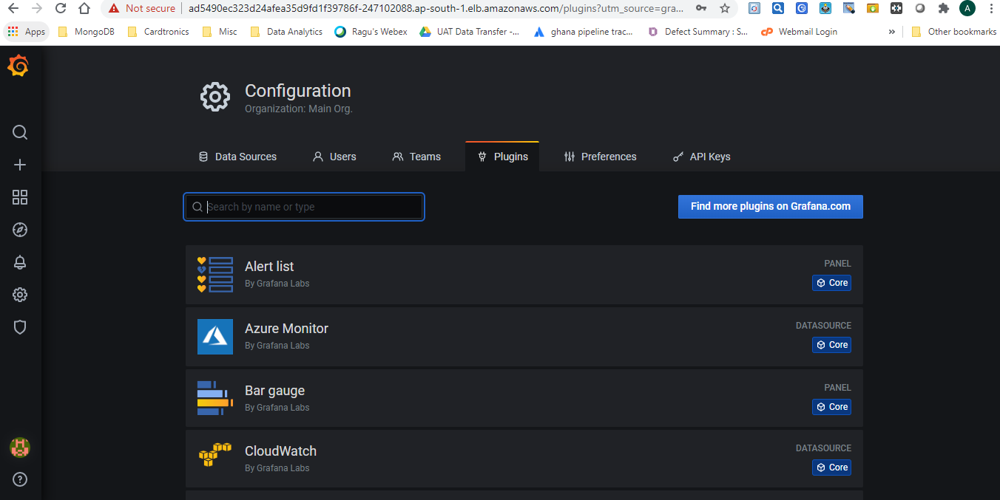 Not secure ad5490ec323d24afea35d9fd1f39786f-247102088.ap-south-1.elb.amazonaws.com/plugins?utm_source=gra... A
Apps MongoDB Cardtronics Misc Data Analytics Ragu's Webex UAT Data Transfer -... ghana pipeline trac... Defect Summary : S... Webmail Login » Other bookmarks
Configuration
Organization: Main Org.
Data Sources Users Teams Plugins Preferences API Keys
Search by name or type
Find more plugins on Grafana.com
Alert list
By Grafana Labs
PANEL
Core
Azure Monitor
By Grafana Labs
DATASOURCE
Core
Bar gauge
By Grafana Labs
PANEL
Core
CloudWatch
By Grafana Labs
DATASOURCE
Core